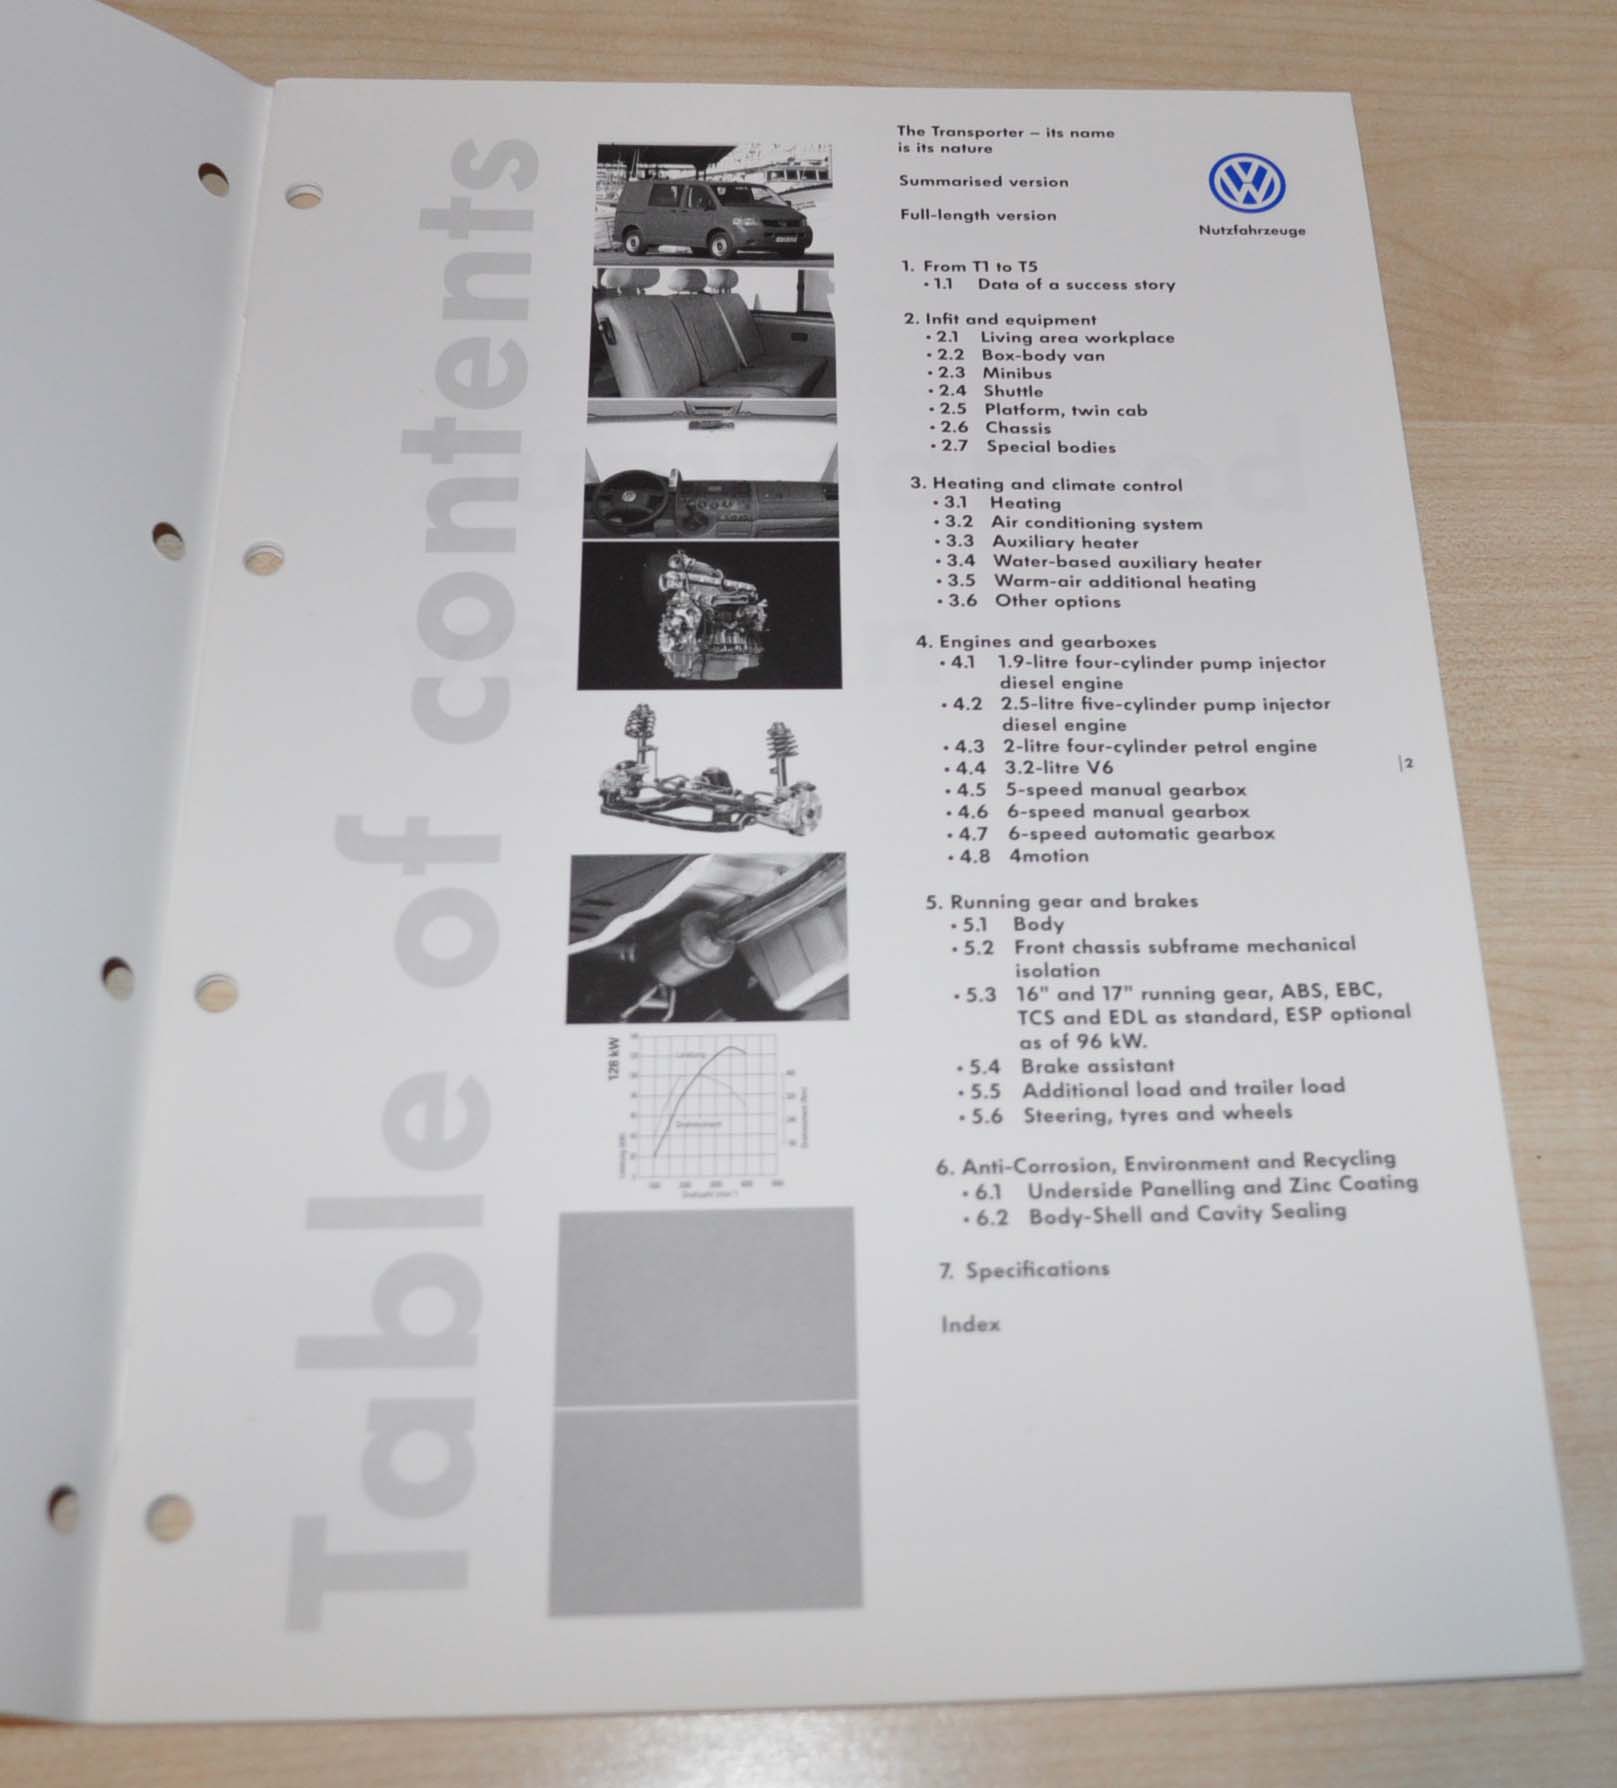 Table of contents
The Transporter – its name
is its nature
Summarised version
Full-length version
Nutzfahrzeuge
1. From T1 to T5
• 1.1 Data of a success story
2. Infit and equipment
• 2.1 Living area workplace
• 2.2 Box-body van
• 2.3 Minibus
• 2.4 Shuttle
• 2.5 Platform, twin cab
• 2.6 Chassis
• 2.7 Special bodies
3. Heating and climate control
• 3.1 Heating
• 3.2 Air conditioning system
• 3.3 Auxiliary heater
• 3.4 Water-based auxiliary heater
• 3.5 Warm-air additional heating
• 3.6 Other options
4. Engines and gearboxes
• 4.1 1.9-litre four-cylinder pump injector
diesel engine
• 4.2 2.5-litre five-cylinder pump injector
diesel engine
• 4.3 2-litre four-cylinder petrol engine
• 4.4 3.2-litre V6
• 4.5 5-speed manual gearbox
• 4.6 6-speed manual gearbox
• 4.7 6-speed automatic gearbox
• 4.8 4motion
|2
5. Running gear and brakes
• 5.1 Body
• 5.2 Front chassis subframe mechanical
isolation
• 5.3 16" and 17" running gear, ABS, EBC,
TCS and EDL as standard, ESP optional
as of 96 kW.
• 5.4 Brake assistant
• 5.5 Additional load and trailer load
• 5.6 Steering, tyres and wheels
6. Anti-Corrosion, Environment and Recycling
• 6.1 Underside Panelling and Zinc Coating
• 6.2 Body-Shell and Cavity Sealing
7. Specifications
Index
128 kW
Leistung
Drehmoment